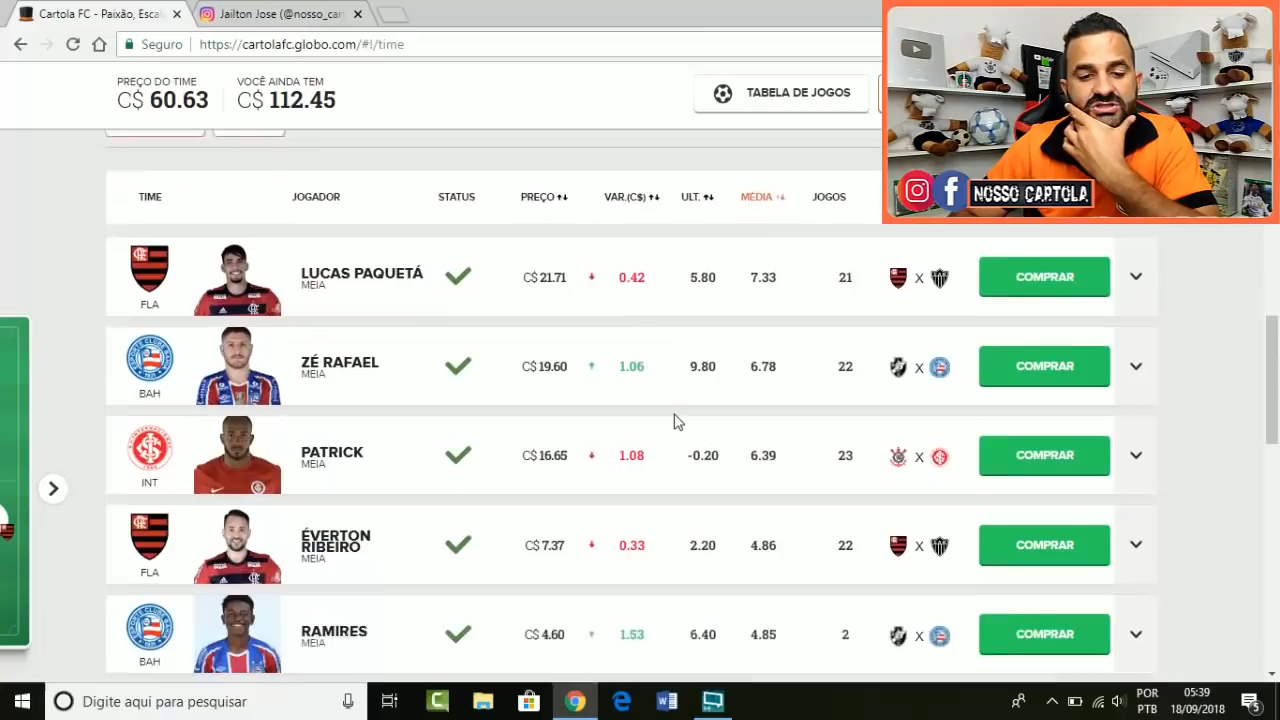 Cartola FC - Paixão, Escal
Jailton Jose (@nosso_car
Seguro
https://cartolafc.globo.com/#!/time
PREÇO DO TIME
C$ 60.63
VOCÊ AINDA TEM
C$ 112.45
TABELA DE JOGOS
NOSSO CARTOLA
TIME JOGADOR STATUS PREÇO VAR.(C$) ULT. MÉDIA JOGOS
FLA
LUCAS PAQUETÁ
MEIA
C$ 21.71 0.42 5.80 7.33 21 X COMPRAR
BAH
ZÉ RAFAEL
MEIA
C$ 19.60 1.06 9.80 6.78 22 X COMPRAR
INT
PATRICK
MEIA
C$ 16.65 1.08 -0.20 6.39 23 X COMPRAR
FLA
ÉVERTON
RIBEIRO
MEIA
C$ 7.37 0.33 2.20 4.86 22 X COMPRAR
BAH
RAMIRES
MEIA
C$ 4.60 1.53 6.40 4.85 2 X COMPRAR
Digite aqui para pesquisar
POR
PTB
05:39
18/09/2018
5